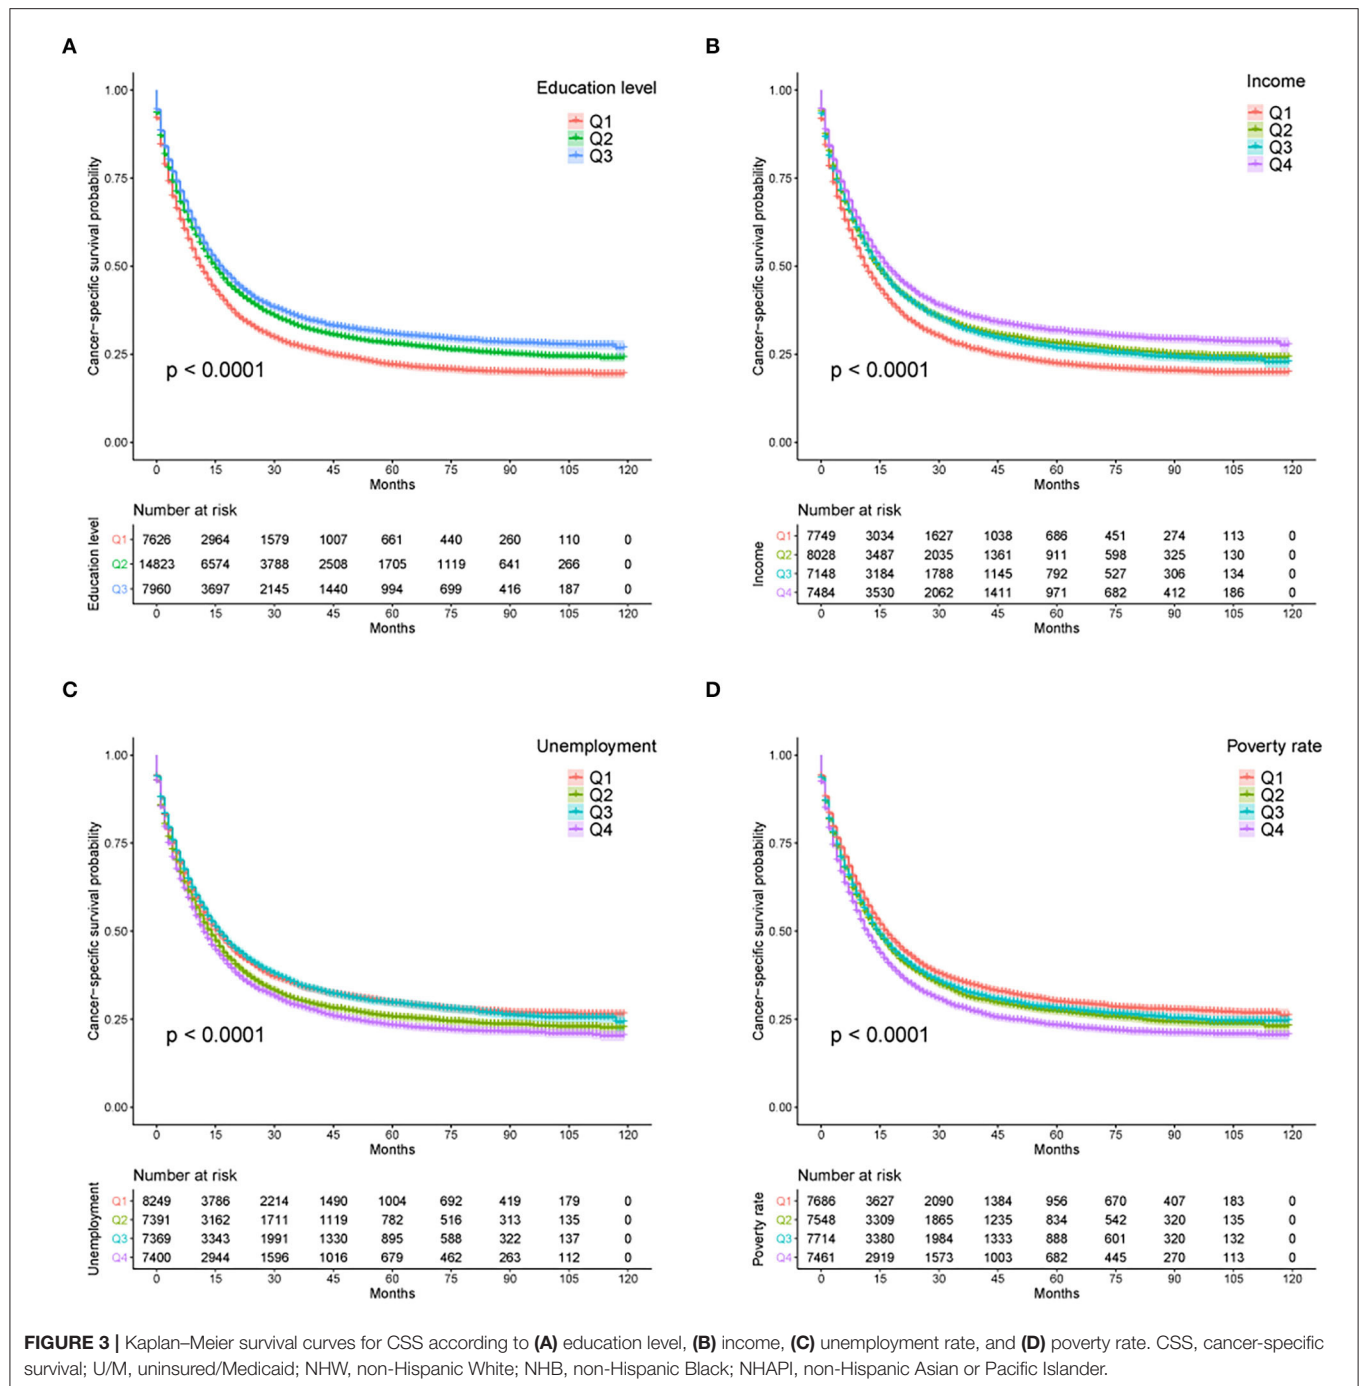 A
Education level
Q1
Q2
Q3
Cancer-specific survival probability
1.00
0.75
0.50
0.25
0.00
p < 0.0001
0 15 30 45 60 75 90 105 120
Months
Number at risk
Education level
Q1 7626 2964 1579 1007 661 440 260 110 0
Q2 14823 6574 3788 2508 1705 1119 641 266 0
Q3 7960 3697 2145 1440 994 699 416 187 0
0 15 30 45 60 75 90 105 120
Months
B
Income
Q1
Q2
Q3
Q4
Cancer-specific survival probability
1.00
0.75
0.50
0.25
0.00
p < 0.0001
0 15 30 45 60 75 90 105 120
Months
Number at risk
Income
Q1 7749 3034 1627 1038 686 451 274 113 0
Q2 8028 3487 2035 1361 911 598 325 130 0
Q3 7148 3184 1788 1145 792 527 306 134 0
Q4 7484 3530 2062 1411 971 682 412 186 0
0 15 30 45 60 75 90 105 120
Months
C
Unemployment
Q1
Q2
Q3
Q4
Cancer-specific survival probability
1.00
0.75
0.50
0.25
0.00
p < 0.0001
0 15 30 45 60 75 90 105 120
Months
Number at risk
Unemployment
Q1 8249 3786 2214 1490 1004 692 419 179 0
Q2 7391 3162 1711 1119 782 516 313 135 0
Q3 7369 3343 1991 1330 895 588 322 137 0
Q4 7400 2944 1596 1016 679 462 263 112 0
0 15 30 45 60 75 90 105 120
Months
D
Poverty rate
Q1
Q2
Q3
Q4
Cancer-specific survival probability
1.00
0.75
0.50
0.25
0.00
p < 0.0001
0 15 30 45 60 75 90 105 120
Months
Number at risk
Poverty rate
Q1 7686 3627 2090 1384 956 670 407 183 0
Q2 7548 3309 1865 1235 834 542 320 135 0
Q3 7714 3380 1984 1333 888 601 320 132 0
Q4 7461 2919 1573 1003 682 445 270 113 0
0 15 30 45 60 75 90 105 120
Months
FIGURE 3 | Kaplan–Meier survival curves for CSS according to (A) education level, (B) income, (C) unemployment rate, and (D) poverty rate. CSS, cancer-specific
survival; U/M, uninsured/Medicaid; NHW, non-Hispanic White; NHB, non-Hispanic Black; NHAPI, non-Hispanic Asian or Pacific Islander.